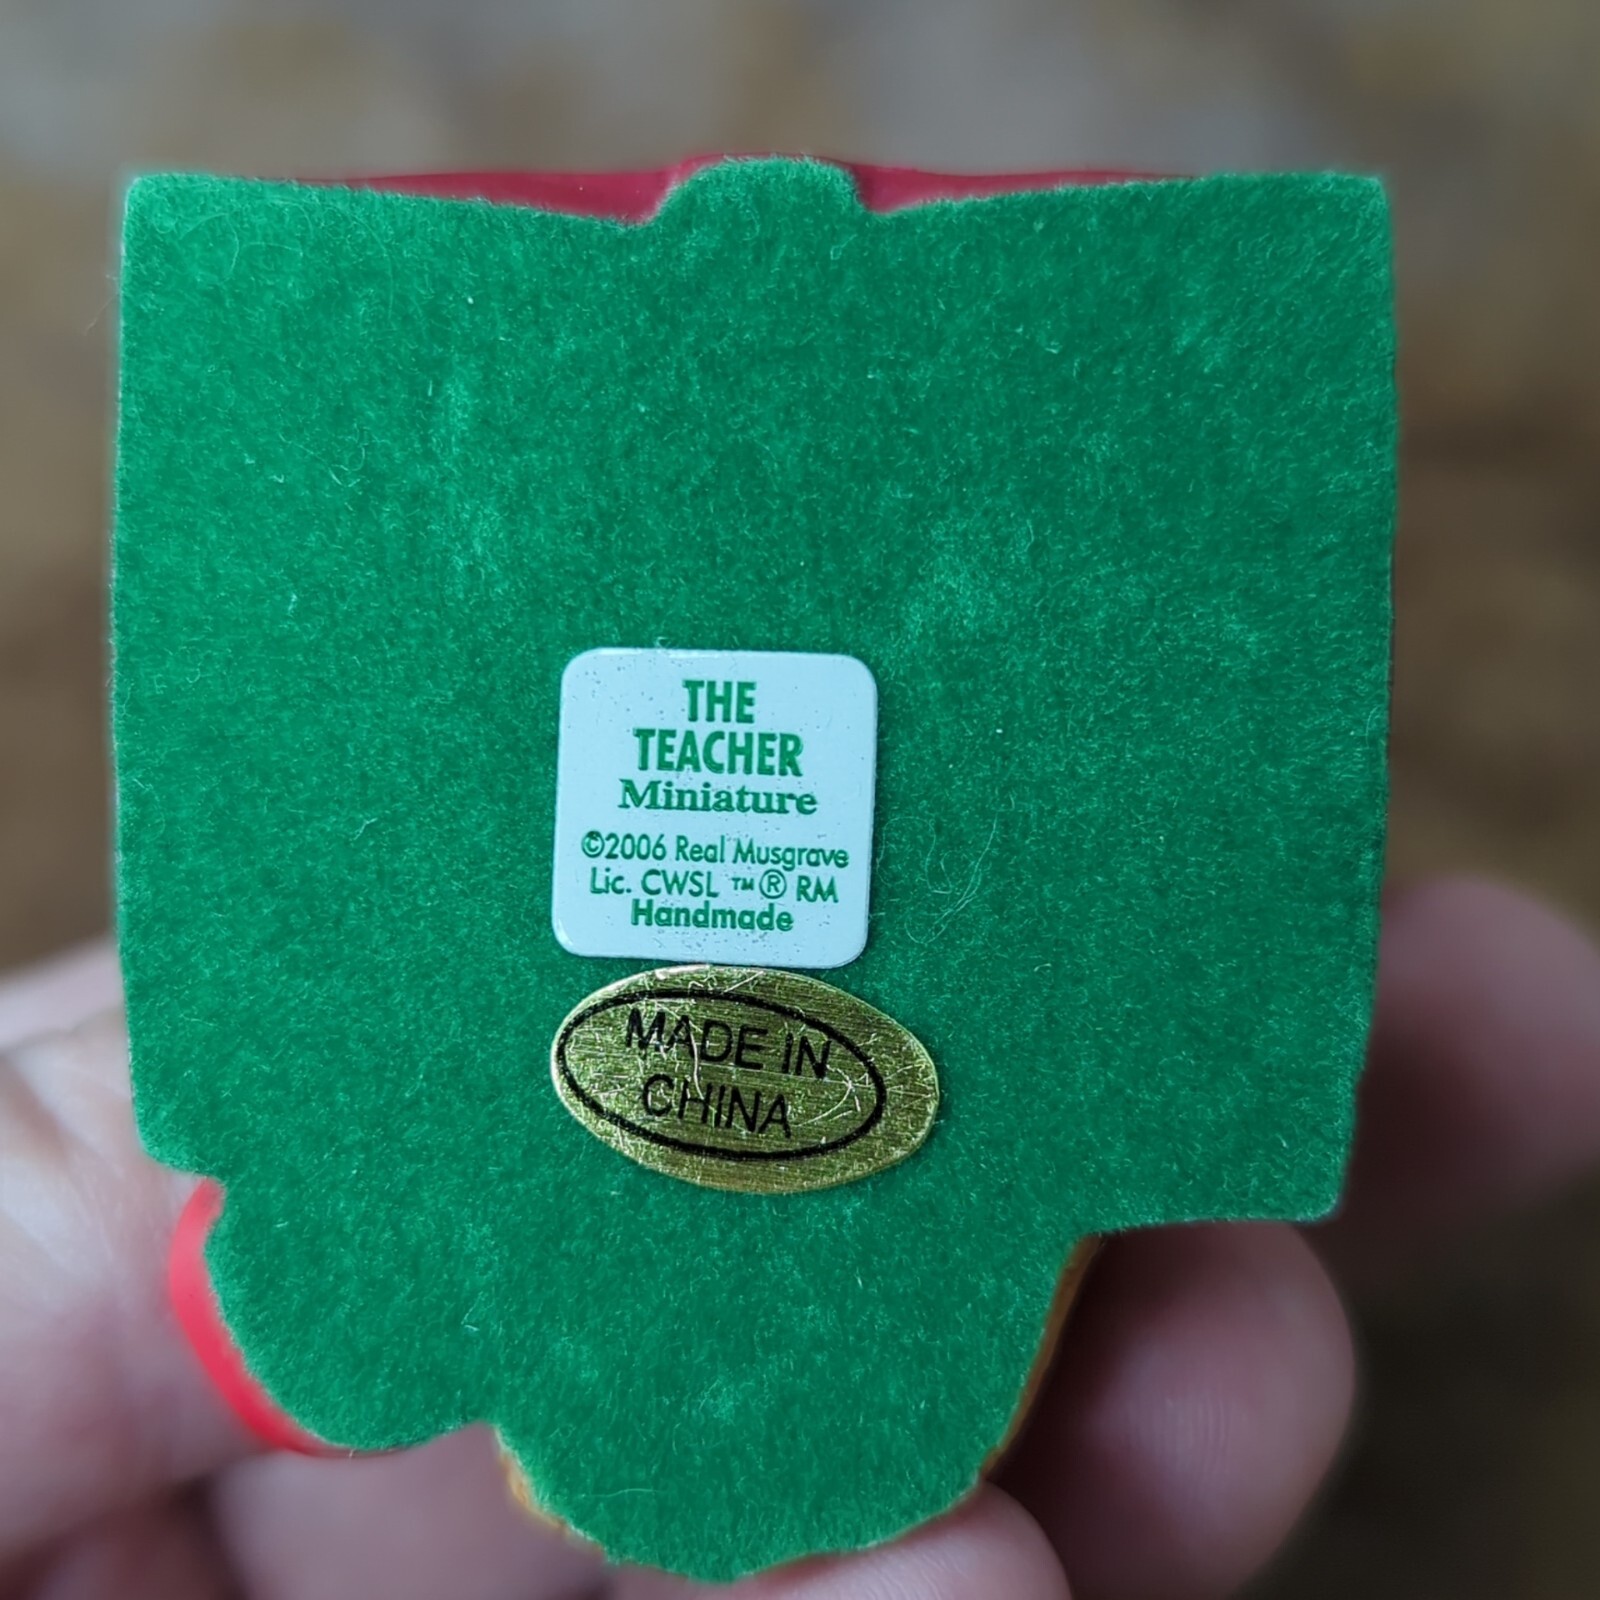 THE
TEACHER
Miniature
©2006 Real Musgrave
Lic. CWSL ™ ® RM
Handmade
MADE IN
CHINA